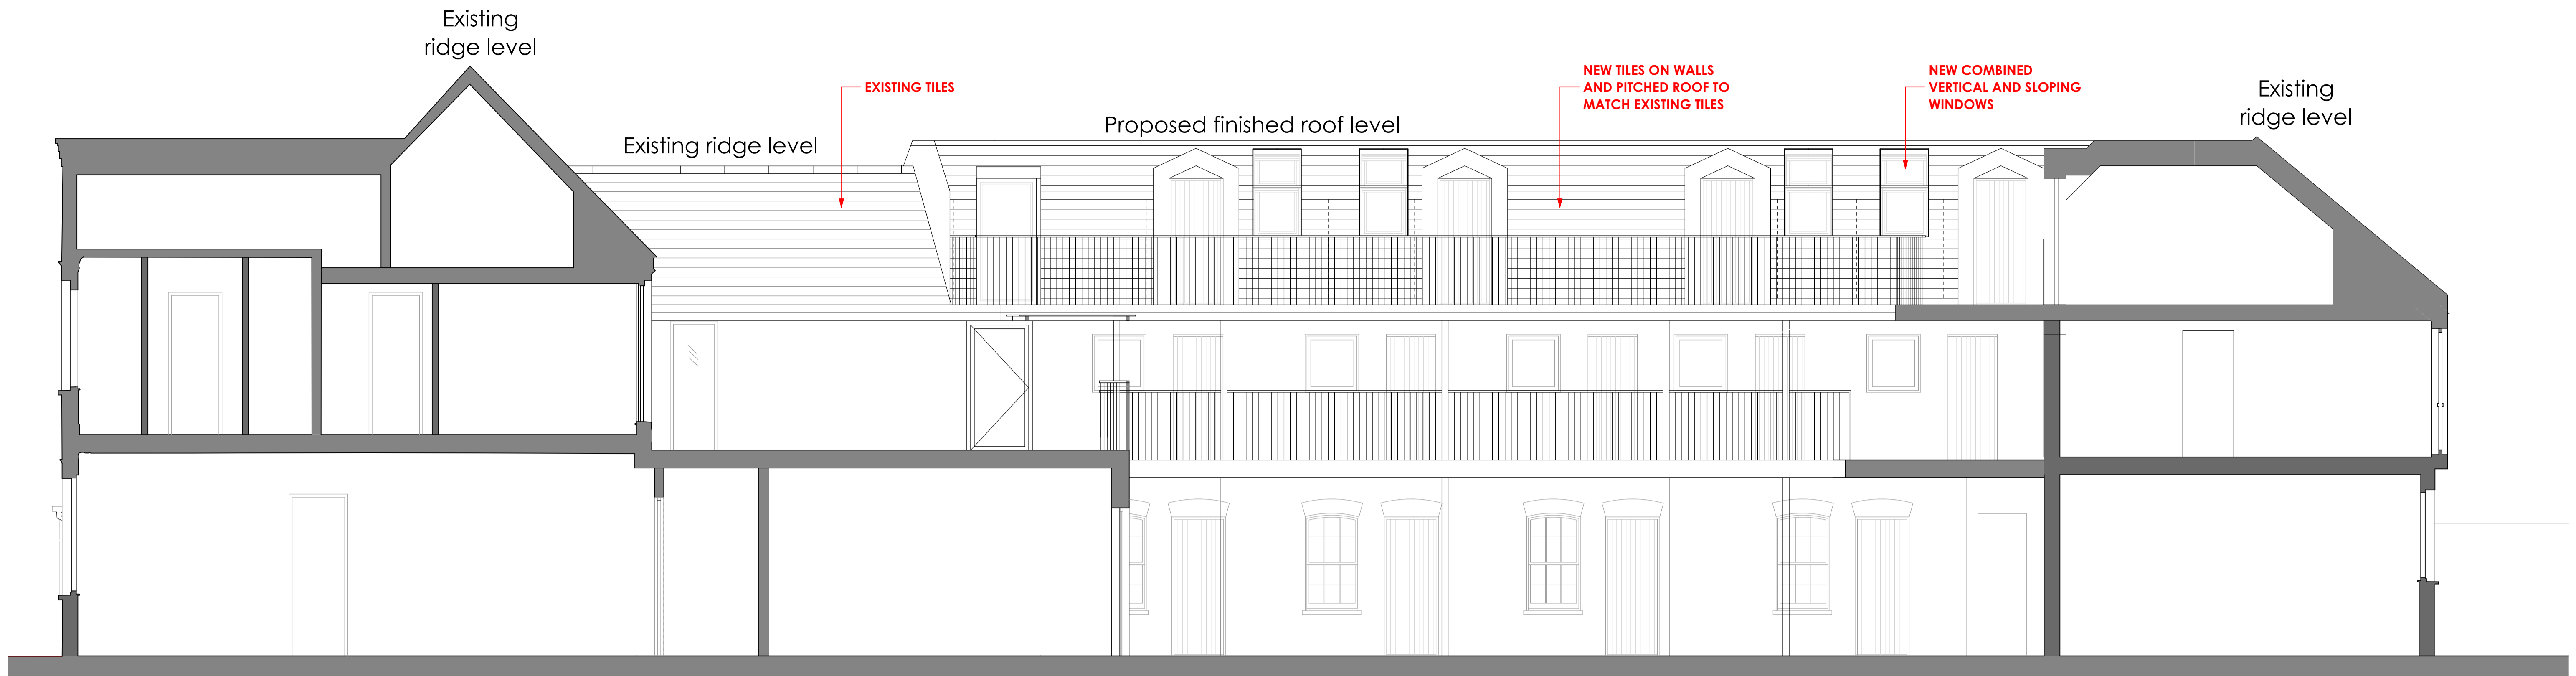 Existing
ridge level
EXISTING TILES
Existing ridge level
Proposed finished roof level
NEW TILES ON WALLS
AND PITCHED ROOF TO
MATCH EXISTING TILES
NEW COMBINED
VERTICAL AND SLOPING
WINDOWS
Existing
ridge level